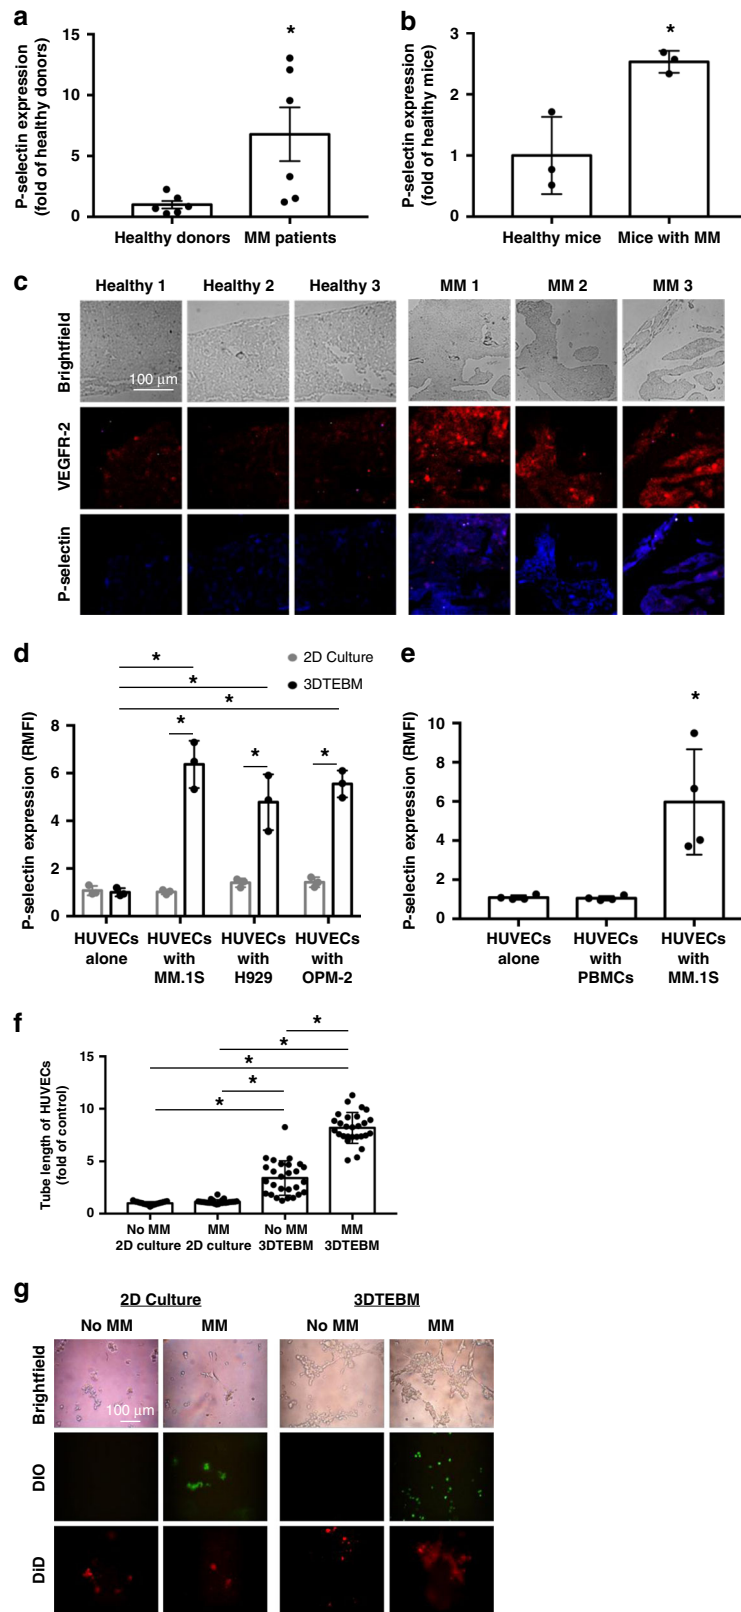 a
P-selectin expression
(fold of healthy donors)
15
10
5
0
*
Healthy donors
MM patients
b
P-selectin expression
(fold of healthy mice)
3
2
1
0
*
Healthy mice
Mice with MM
c
Healthy 1
Healthy 2
Healthy 3
MM 1
MM 2
MM 3
Brightfield
100 μm
VEGFR-2
P-selectin
d
2D Culture
3DTEBM
*
*
*
*
*
*
P-selectin expression (RMFI)
8
6
4
2
0
HUVECs
alone
HUVECs
with
MM.1S
HUVECs
with
H929
HUVECs
with
OPM-2
e
P-selectin expression (RMFI)
10
8
6
4
2
0
*
HUVECs
alone
HUVECs
with
PBMCs
HUVECs
with
MM.1S
f
Tube length of HUVECs
(fold of control)
15
10
5
0
*
*
*
*
*
No MM
2D culture
MM
2D culture
No MM
3DTEBM
MM
3DTEBM
g
2D Culture
3DTEBM
No MM
MM
No MM
MM
Brightfield
100 μm
DIO
DiD